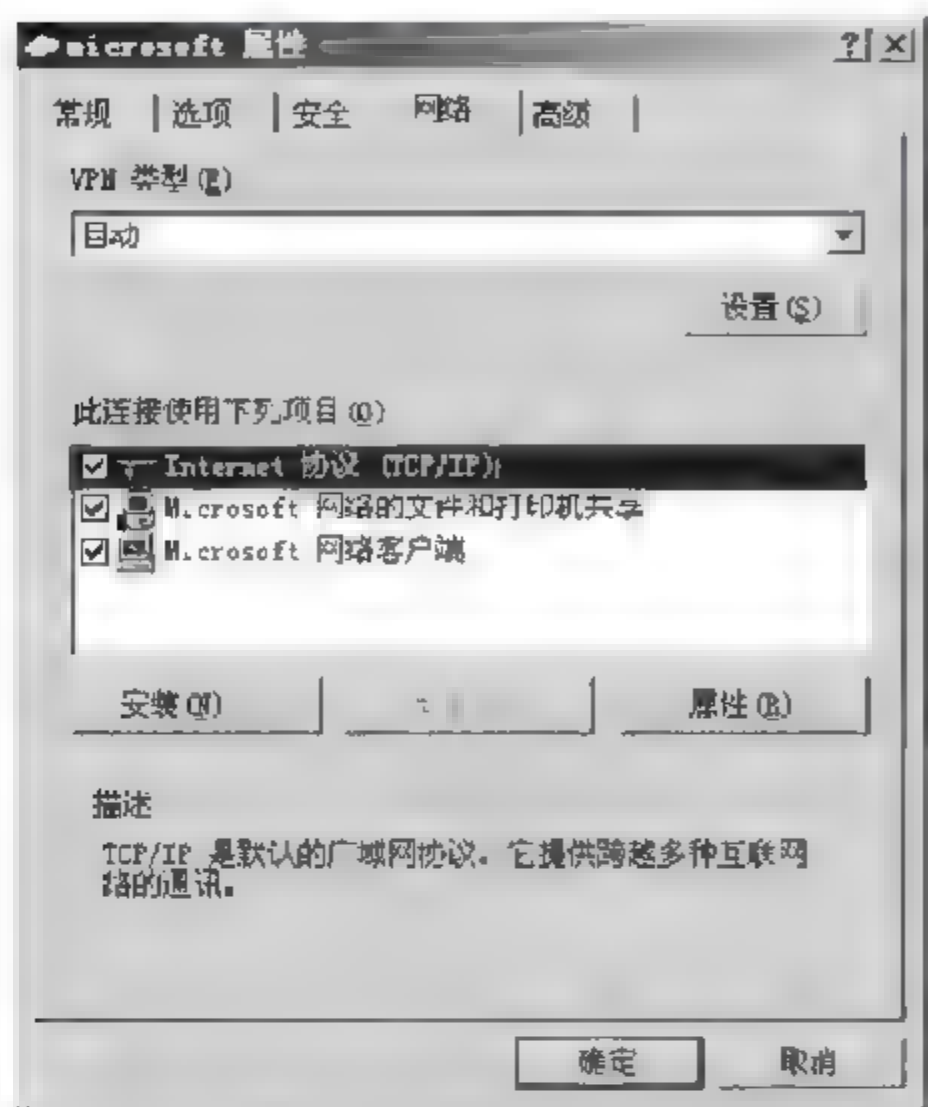 microsoft 属性
常规 选项 安全 网络 高级
VPN 类型(E)
自动
设置(S)
此连接使用下列项目(O)
Internet 协议 (TCP/IP)
Microsoft 网络的文件和打印机共享
Microsoft 网络客户端
安装(N) 属性(R)
描述
TCP/IP 是默认的广域网协议。它提供跨越多种互联网
络的通讯。
确定 取消